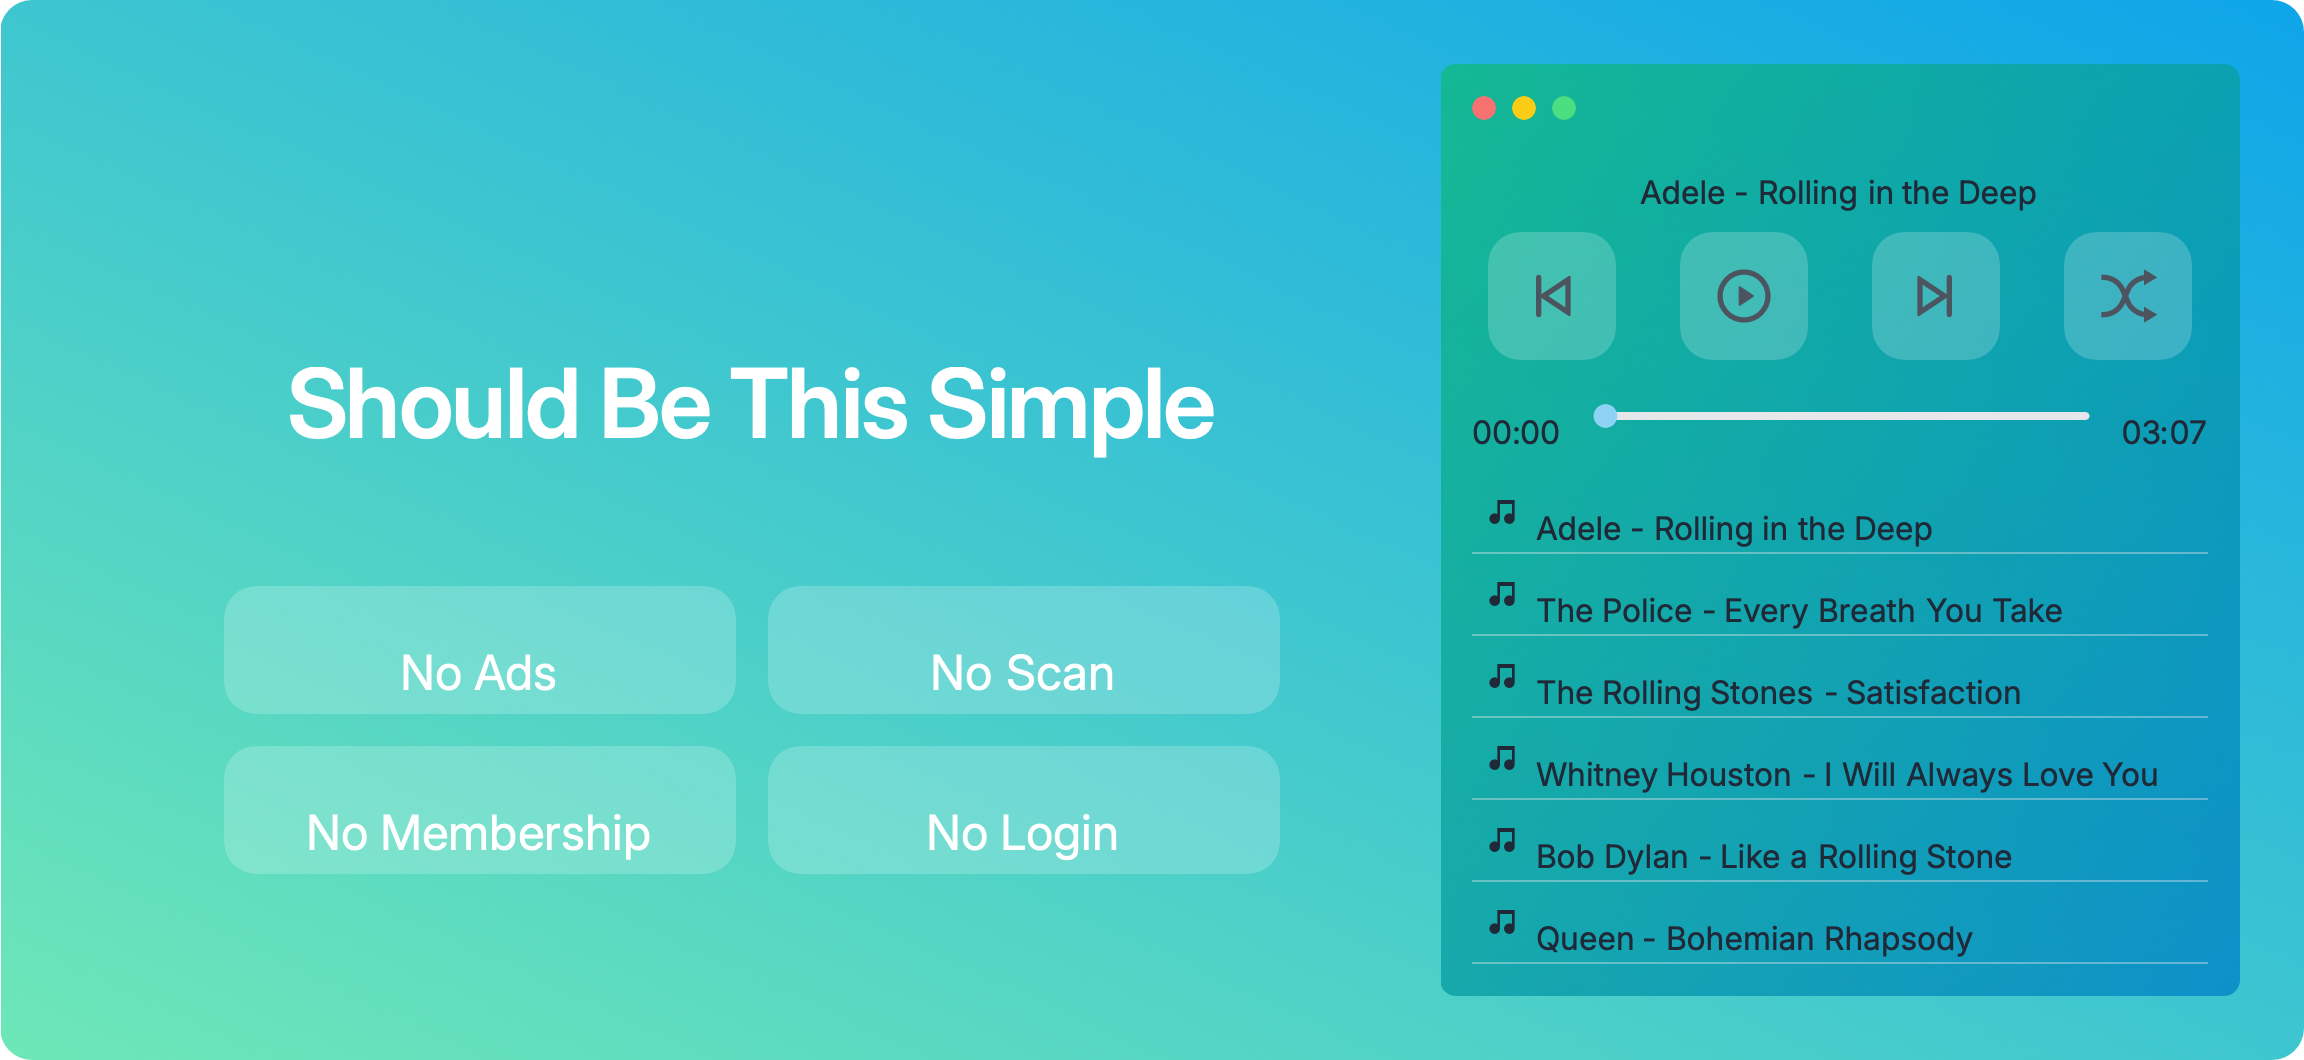 Should Be This Simple
No Ads
No Scan
No Membership
No Login
Adele - Rolling in the Deep
00:00
03:07
Adele - Rolling in the Deep
The Police - Every Breath You Take
The Rolling Stones - Satisfaction
Whitney Houston - I Will Always Love You
Bob Dylan - Like a Rolling Stone
Queen - Bohemian Rhapsody